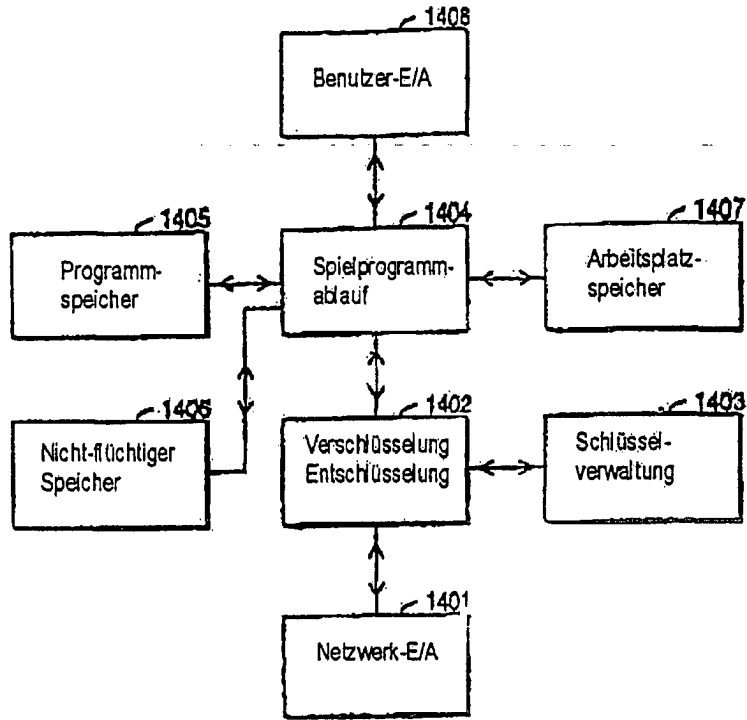 1408
Benutzer-E/A
1405
1404
1407
Programm-
speicher
Spielprogramm-
ablauf
Arbeitsplatz-
speicher
1406
1402
1403
Nicht-flüchtiger
Speicher
Verschlüsselung
Entschlüsselung
Schlüssel-
verwaltung
1401
Netzwerk-E/A